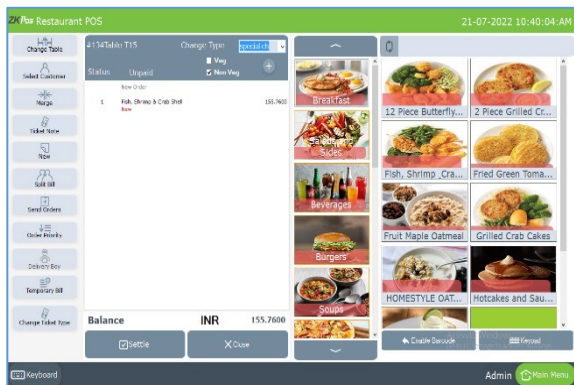 ZKPos Restaurant POS
21-07-2022 10:40:04 AM
Change Table
Select Customer
Merge
Ticket Note
New
Split Bill
Send Orders
Order Priority
Delivery Boy
Temporary Bill
Change Ticket Type
#134Table T15
Change Type
special ch
Status
Unpaid
Veg
Non Veg
New Order
1
Fish, Shrimp & Crab Shell
155.7600
New
Balance
INR
155.7600
Settle
Close
Breakfast
Sides
Beverages
Burgers
Soups
12 Piece Butterfly...
2 Piece Grilled Cr...
Fish, Shrimp ,Cra...
Fried Green Toma...
Fruit Maple Oatmeal
Grilled Crab Cakes
HOMESTYLE OAT...
Hotcakes and Sau...
Enable Barcode
Keypad
Keyboard
Admin
Main Menu